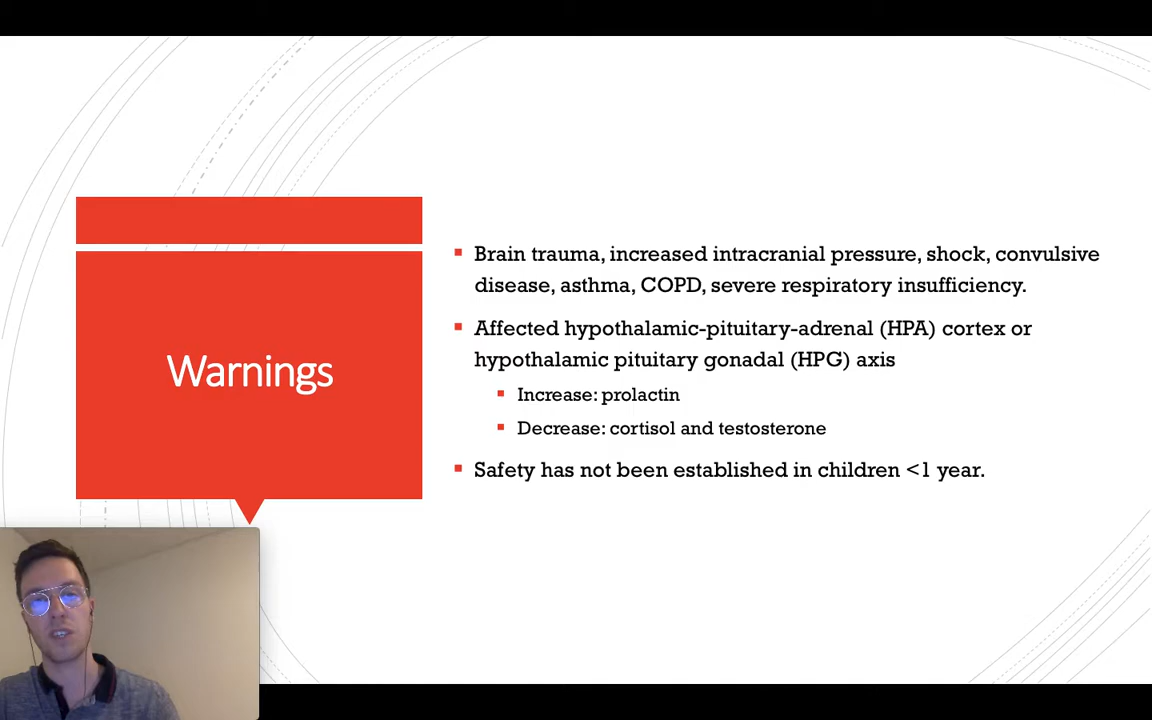 Warnings
Brain trauma, increased intracranial pressure, shock, convulsive
disease, asthma, COPD, severe respiratory insufficiency.
Affected hypothalamic-pituitary-adrenal (HPA) cortex or
hypothalamic pituitary gonadal (HPG) axis
Increase: prolactin
Decrease: cortisol and testosterone
Safety has not been established in children <1 year.